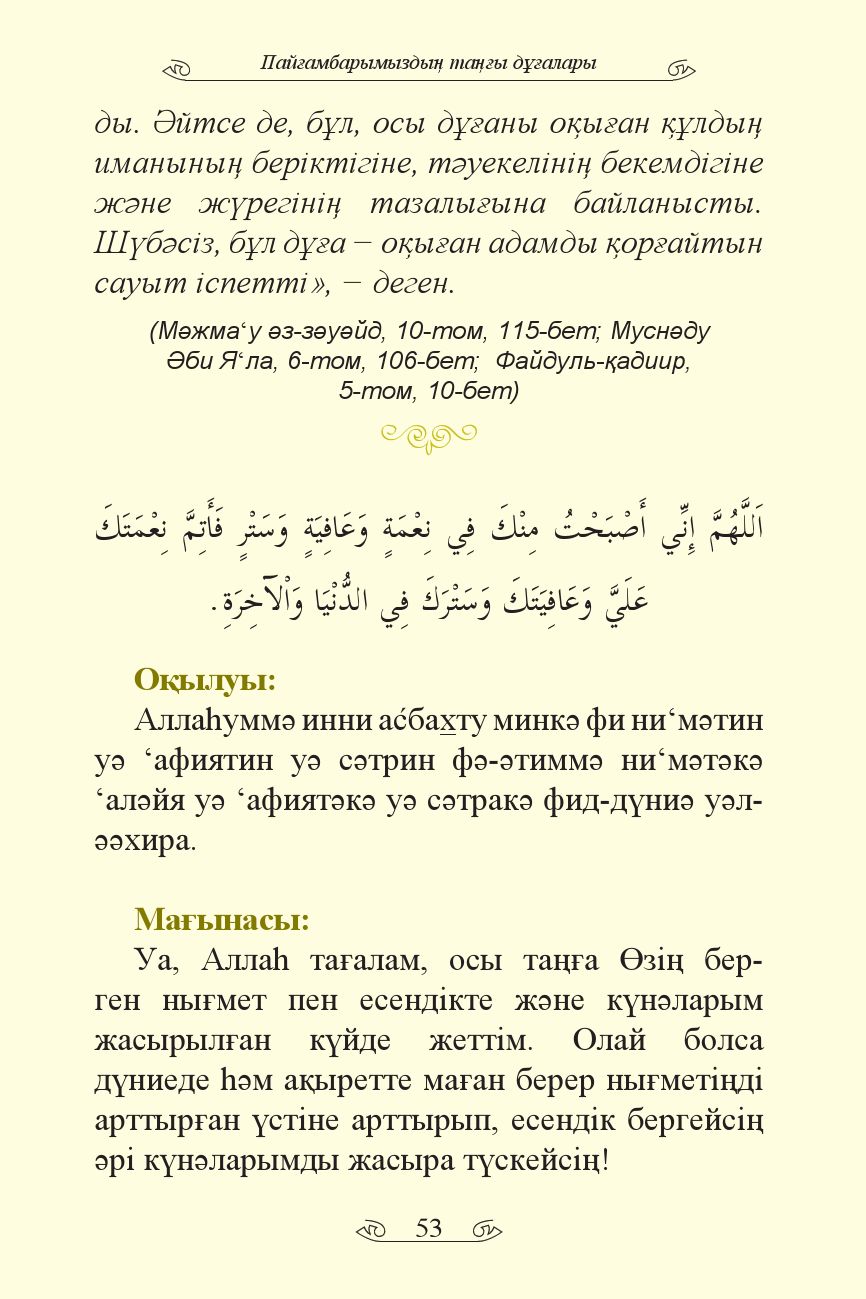 Пайғамбарымыздың таңғы дұғалары
ды. Әйтсе де, бұл, осы дұғаны оқыған құлдың
иманының беріктігіне, тәуекелінің бекемдігіне
және жүрегінің тазалығына байланысты.
Шүбәсіз, бұл дұға – оқыған адамды қорғайтын
сауыт іспетті», – деген.
(Мәжма‘у әз-зәуәйд, 10-том, 115-бет; Муснәду
Әби Я‘ла, 6-том, 106-бет; Файдуль-қадиир,
5-том, 10-бет)
اَللَّهُمَّ إِنِّي أَصْبَحْتُ مِنْكَ فِي نِعْمَةٍ وَعَافِيَةٍ وَسَتْرٍ فَأَتِمَّ نِعْمَتَكَ
عَلَيَّ وَعَافِيَتَكَ وَسَتْرَكَ فِي الدُّنْيَا وَاْلآخِرَةِ.
Оқылуы:
Аллаһуммә инни аśбахту минкә фи ни‘мәтин
уә ‘афиятин уә сәтрин фә-әтиммә ни‘мәтәкә
‘аләйя уә ‘афиятәкә уә сәтракә фид-дүниә уәл-
әәхира.
Мағынасы:
Уа, Аллаһ тағалам, осы таңға Өзің бер-
ген нығмет пен есендікте және күнәларым
жасырылған күйде жеттім. Олай болса
дүниеде һәм ақыретте маған берер нығметіңді
арттырған үстіне арттырып, есендік бергейсің
әрі күнәларымды жасыра түскейсің!
53